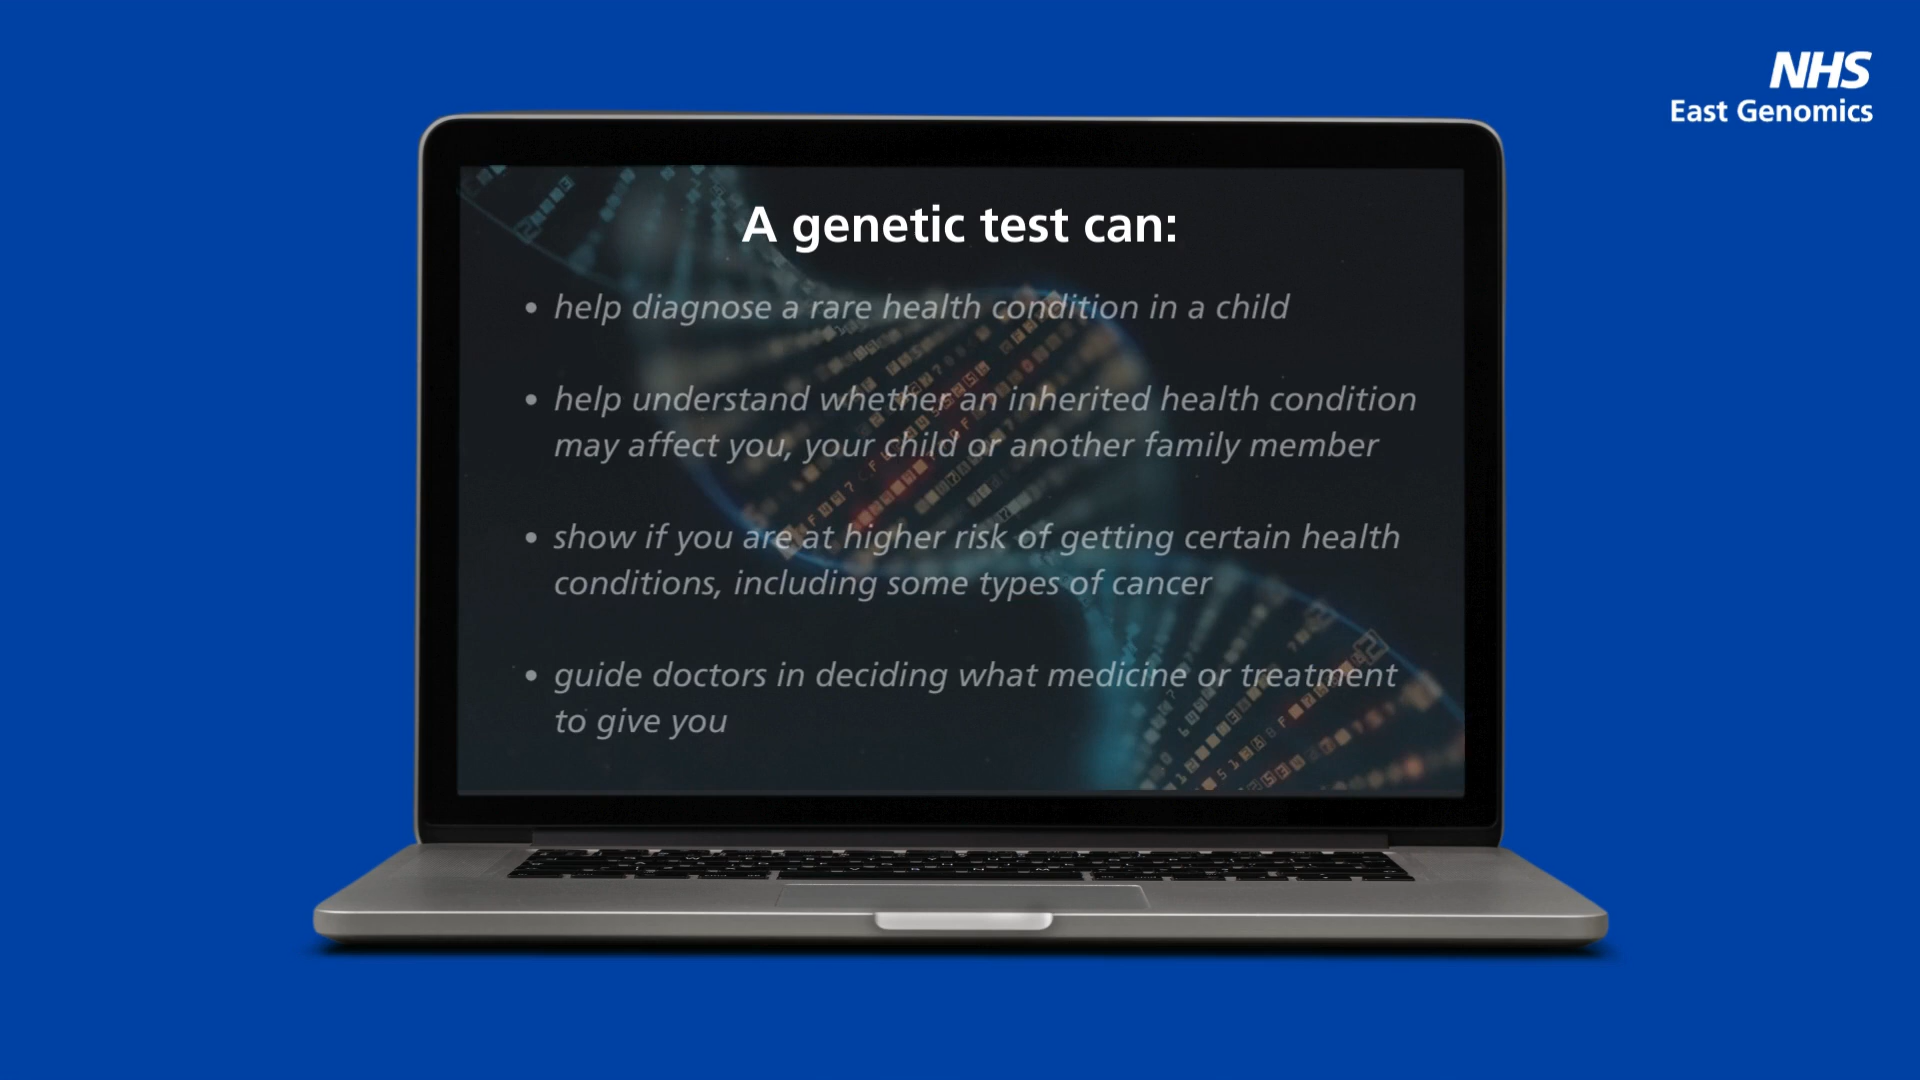 NHS
East Genomics
A genetic test can:
• help diagnose a rare health condition in a child
• help understand whether an inherited health condition
may affect you, your child or another family member
• show if you are at higher risk of getting certain health
conditions, including some types of cancer
• guide doctors in deciding what medicine or treatment
to give you